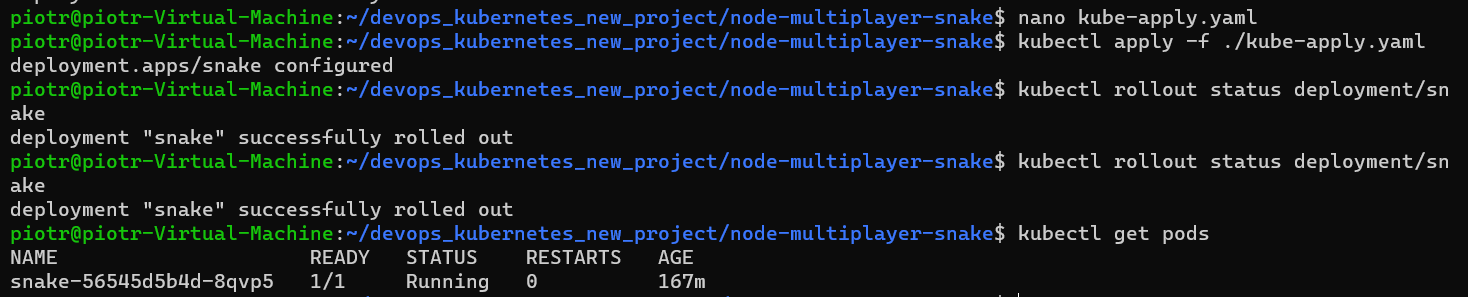 piotr@piotr-Virtual-Machine:~/devops_kubernetes_new_project/node-multiplayer-snake$ nano kube-apply.yaml
piotr@piotr-Virtual-Machine:~/devops_kubernetes_new_project/node-multiplayer-snake$ kubectl apply -f ./kube-apply.yaml
deployment.apps/snake configured
piotr@piotr-Virtual-Machine:~/devops_kubernetes_new_project/node-multiplayer-snake$ kubectl rollout status deployment/sn
ake
deployment "snake" successfully rolled out
piotr@piotr-Virtual-Machine:~/devops_kubernetes_new_project/node-multiplayer-snake$ kubectl rollout status deployment/sn
ake
deployment "snake" successfully rolled out
piotr@piotr-Virtual-Machine:~/devops_kubernetes_new_project/node-multiplayer-snake$ kubectl get pods
NAME                     READY   STATUS    RESTARTS   AGE
snake-56545d5b4d-8qvp5   1/1     Running   0          167m